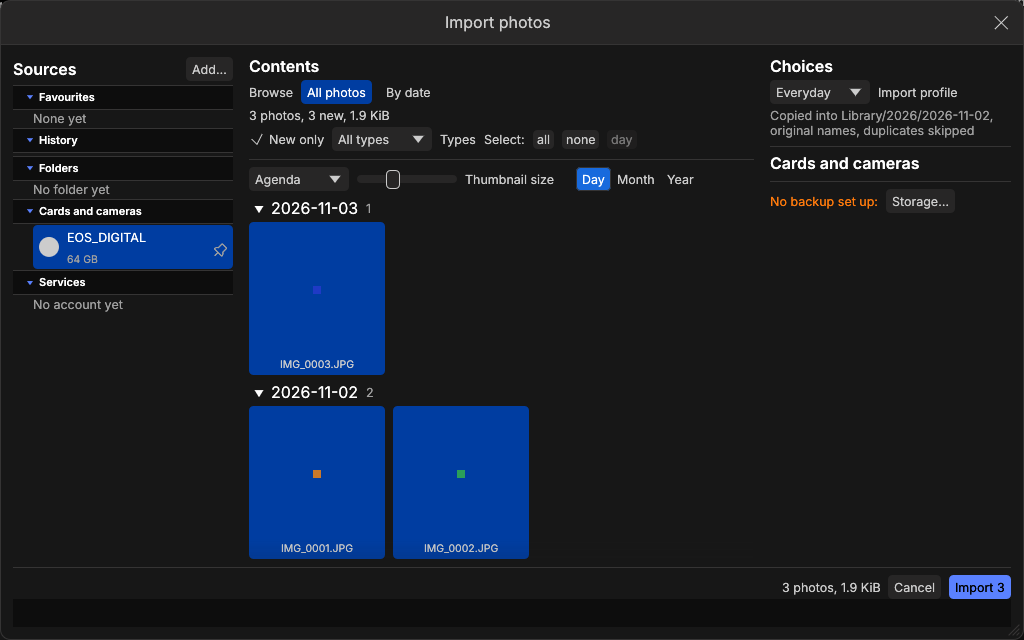 Import photos
Sources
Add...
Favourites
None yet
History
Folders
No folder yet
Cards and cameras
EOS_DIGITAL
64 GB
Services
No account yet
Contents
Browse All photos By date
3 photos, 3 new, 1.9 KiB
New only All types Types Select: all none day
Agenda Thumbnail size Day Month Year
2026-11-03 1
IMG_0003.JPG
2026-11-02 2
IMG_0001.JPG IMG_0002.JPG
Choices
Everyday Import profile
Copied into Library/2026/2026-11-02,
original names, duplicates skipped
Cards and cameras
No backup set up: Storage...
3 photos, 1.9 KiB Cancel Import 3